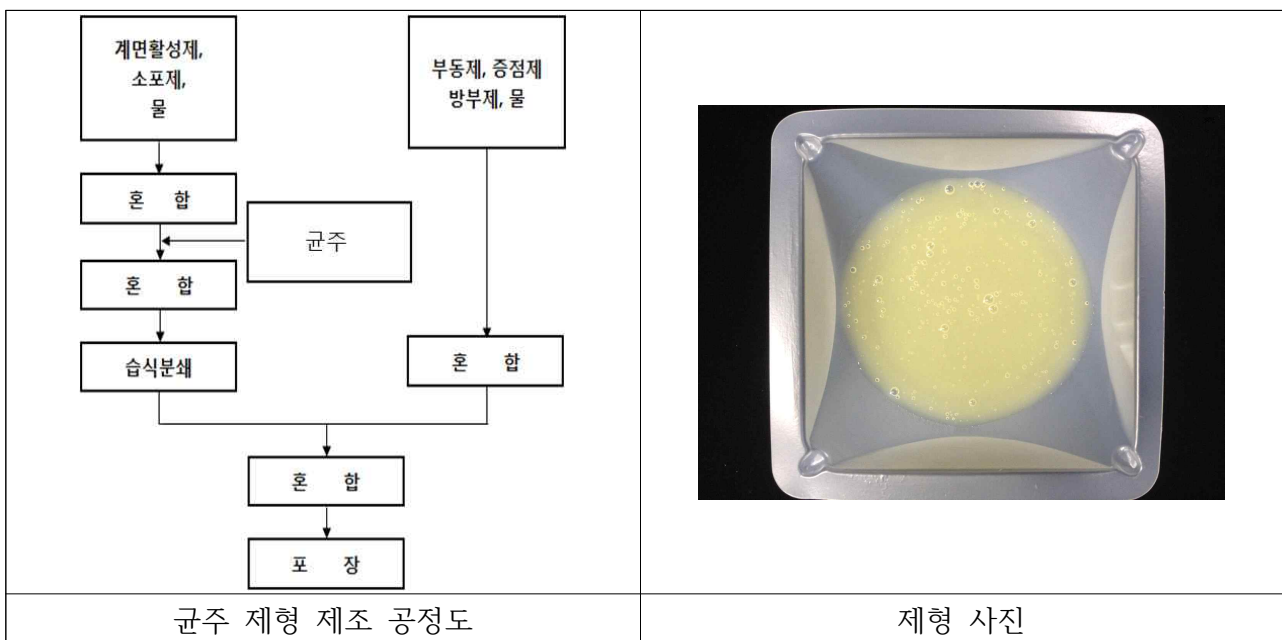 계면활성제,
소포제,
물
부동제, 증점제
방부제, 물
혼 합
균주
혼 합
습식분쇄
혼 합
혼 합
포 장
균주 제형 제조 공정도
제형 사진